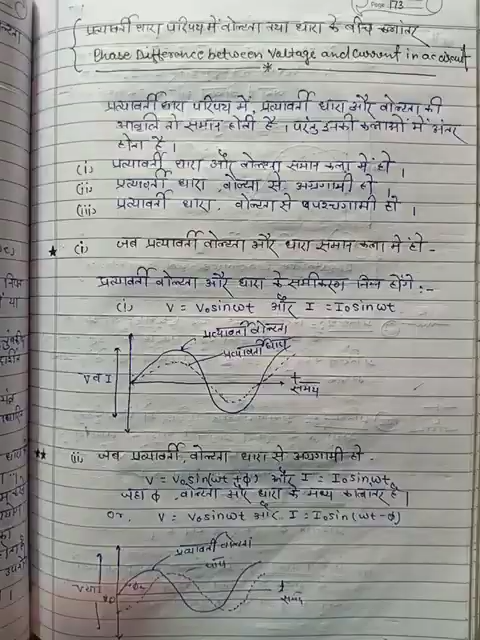 Page 173
प्रत्यावर्ती धारा परिपथ में वोल्टता तथा धारा के बीच कलांतर
Phase Difference between Voltage and Current in ac circuit
प्रत्यावर्ती धारा परिपथ में, प्रत्यावर्ती धारा और वोल्टता की
आवृत्ति तो समान होती है । परंतु उनकी कलाओं में अंतर
होता है ।
(i) प्रत्यावर्ती धारा और वोल्टता समान कला में हो ।
(ii) प्रत्यावर्ती धारा, वोल्टता से अग्रगामी हो ।
(iii) प्रत्यावर्ती धारा, वोल्टता से पश्चगामी हो ।
★ (i) जब प्रत्यावर्ती वोल्टता और धारा समान कला में हो -
प्रत्यावर्ती वोल्टता और धारा के समीकरण निम्न होंगे :-
(i) V = V₀sinωt और I = I₀sinωt
प्रत्यावर्ती वोल्टता
प्रत्यावर्ती धारा
V व I
t
समय
★★ (ii) जब प्रत्यावर्ती, वोल्टता धारा से अग्रगामी हो -
V = V₀sin(ωt+ϕ) और I = I₀sinωt
जहां ϕ, वोल्टता और धारा के मध्य कलांतर है ।
or, V = V₀sinωt और I = I₀sin(ωt-ϕ)
प्रत्यावर्ती वोल्टता
t
समय